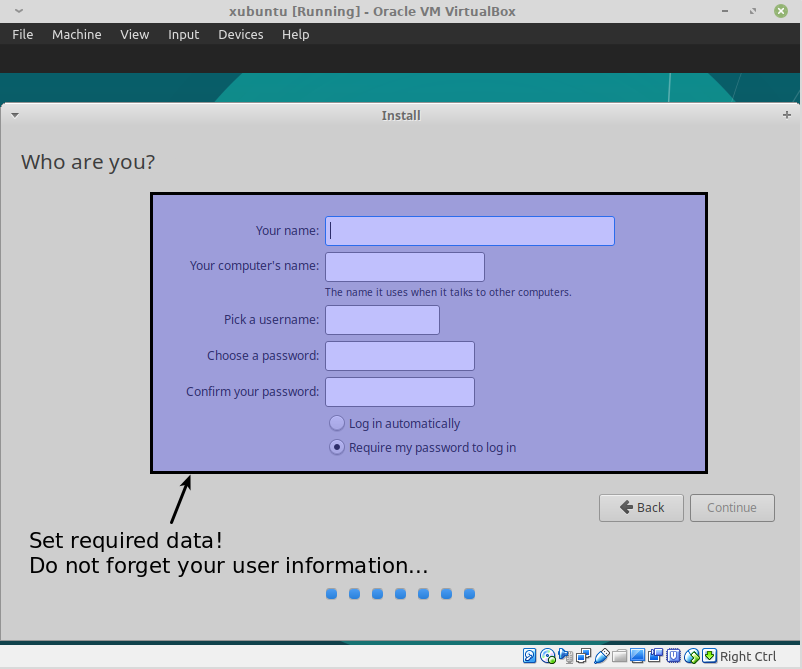 xubuntu [Running] - Oracle VM VirtualBox
File Machine View Input Devices Help
Install
Who are you?
Your name:
Your computer's name:
The name it uses when it talks to other computers.
Pick a username:
Choose a password:
Confirm your password:
Log in automatically
Require my password to log in
Back Continue
Set required data!
Do not forget your user information...
Right Ctrl